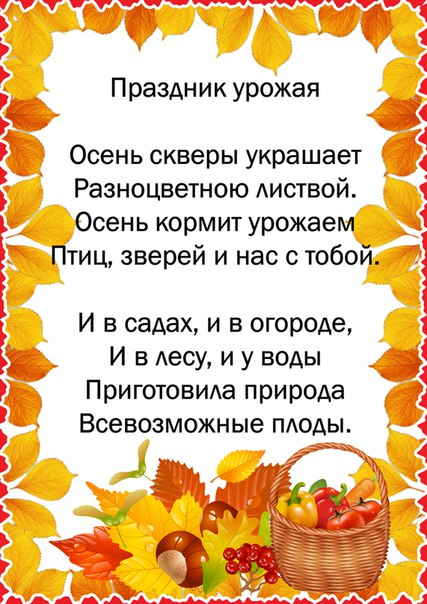 Праздник урожая
Осень скверы украшает
Разноцветною листвой.
Осень кормит урожаем
Птиц, зверей и нас с тобой.
И в садах, и в огороде,
И в лесу, и у воды
Приготовила природа
Всевозможные плоды.